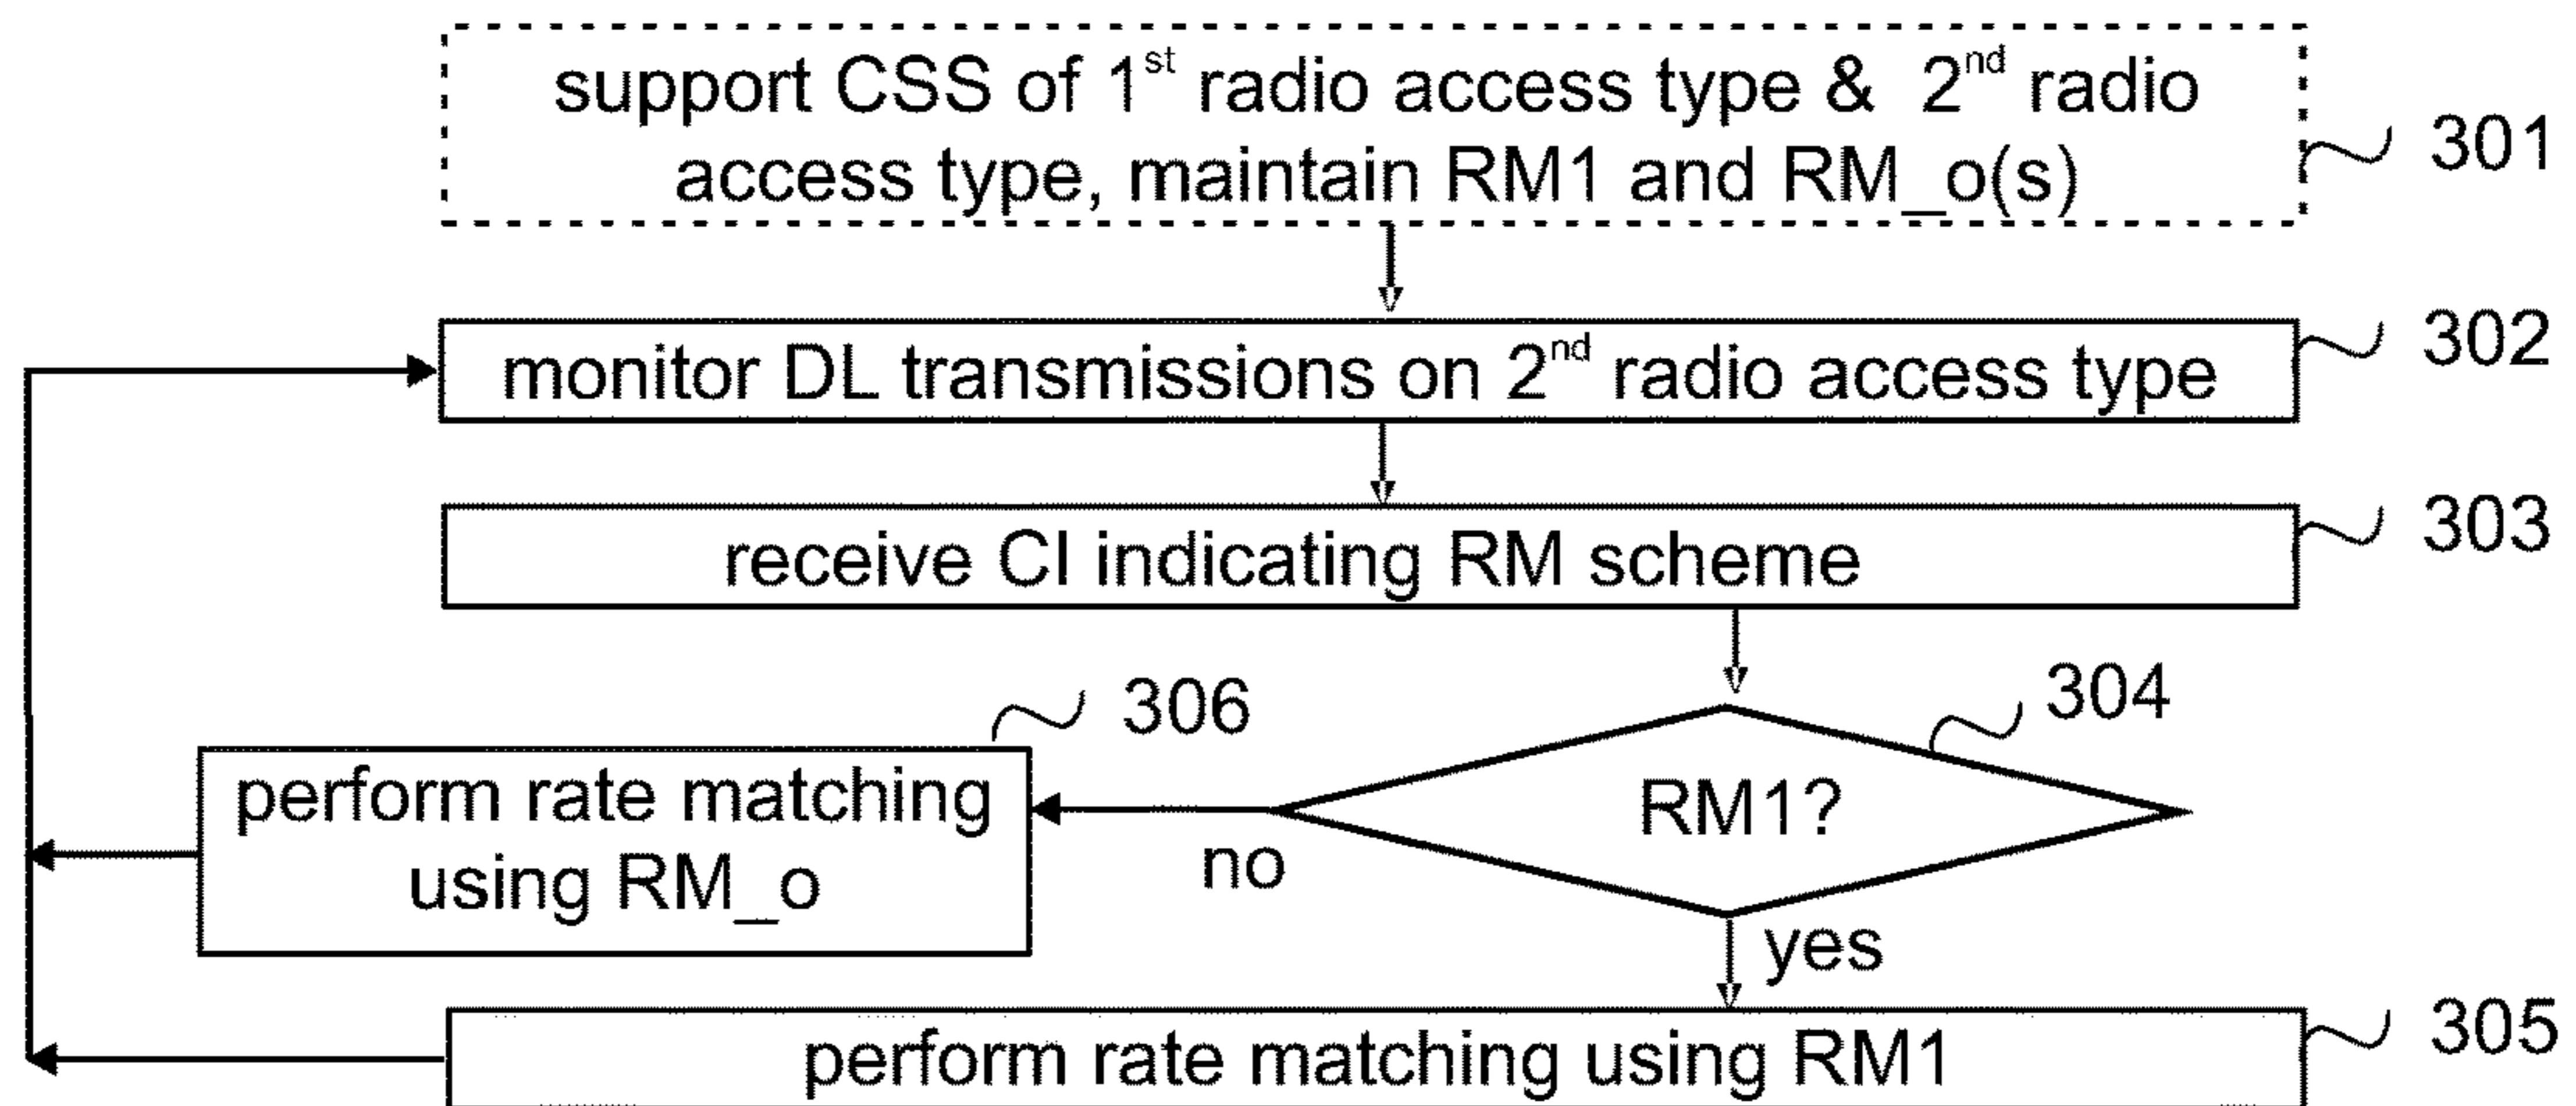 support CSS of 1st radio access type & 2nd radio
access type, maintain RM1 and RM_o(s)
301
monitor DL transmissions on 2nd radio access type
302
receive CI indicating RM scheme
303
304
RM1?
306
perform rate matching
using RM_o
no
yes
perform rate matching using RM1
305